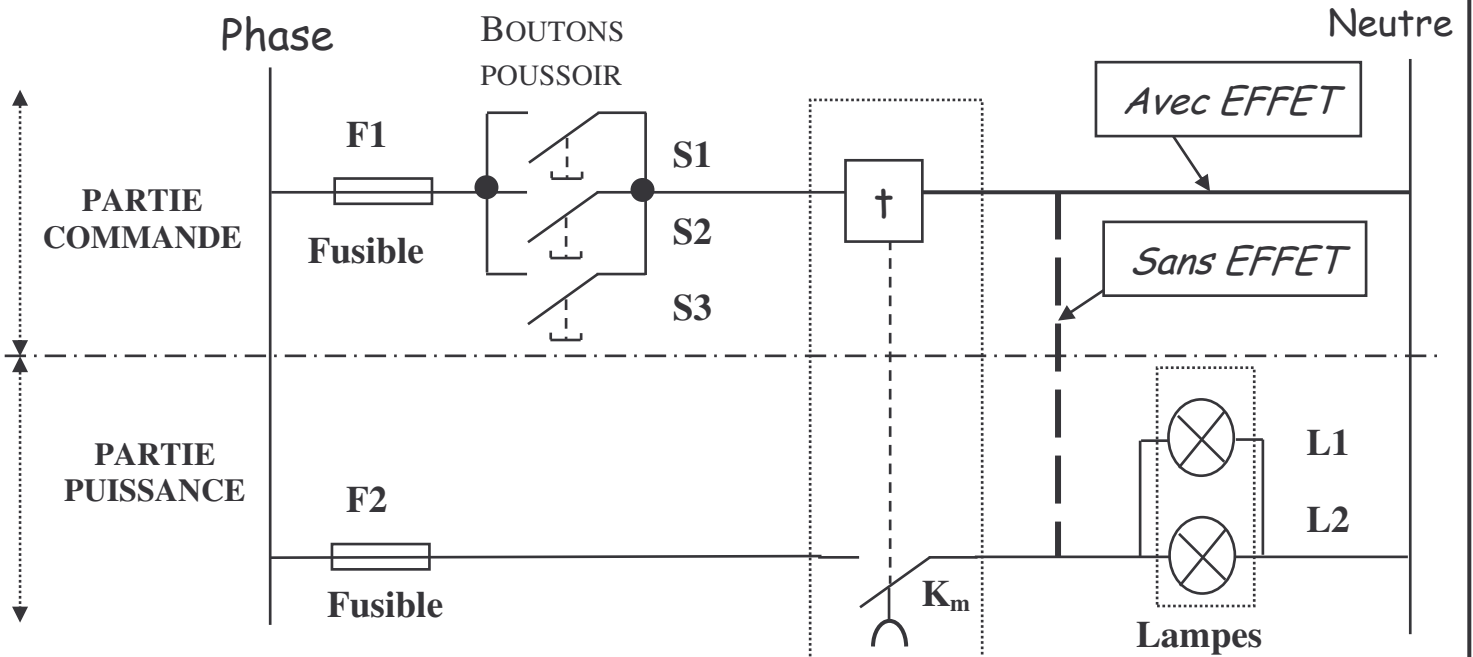 Phase
BOUTONS
POUSSOIR
Neutre
Avec EFFET
F1
S1
PARTIE
COMMANDE
t
Fusible
S2
Sans EFFET
S3
PARTIE
PUISSANCE
L1
F2
L2
Fusible
Km
Lampes